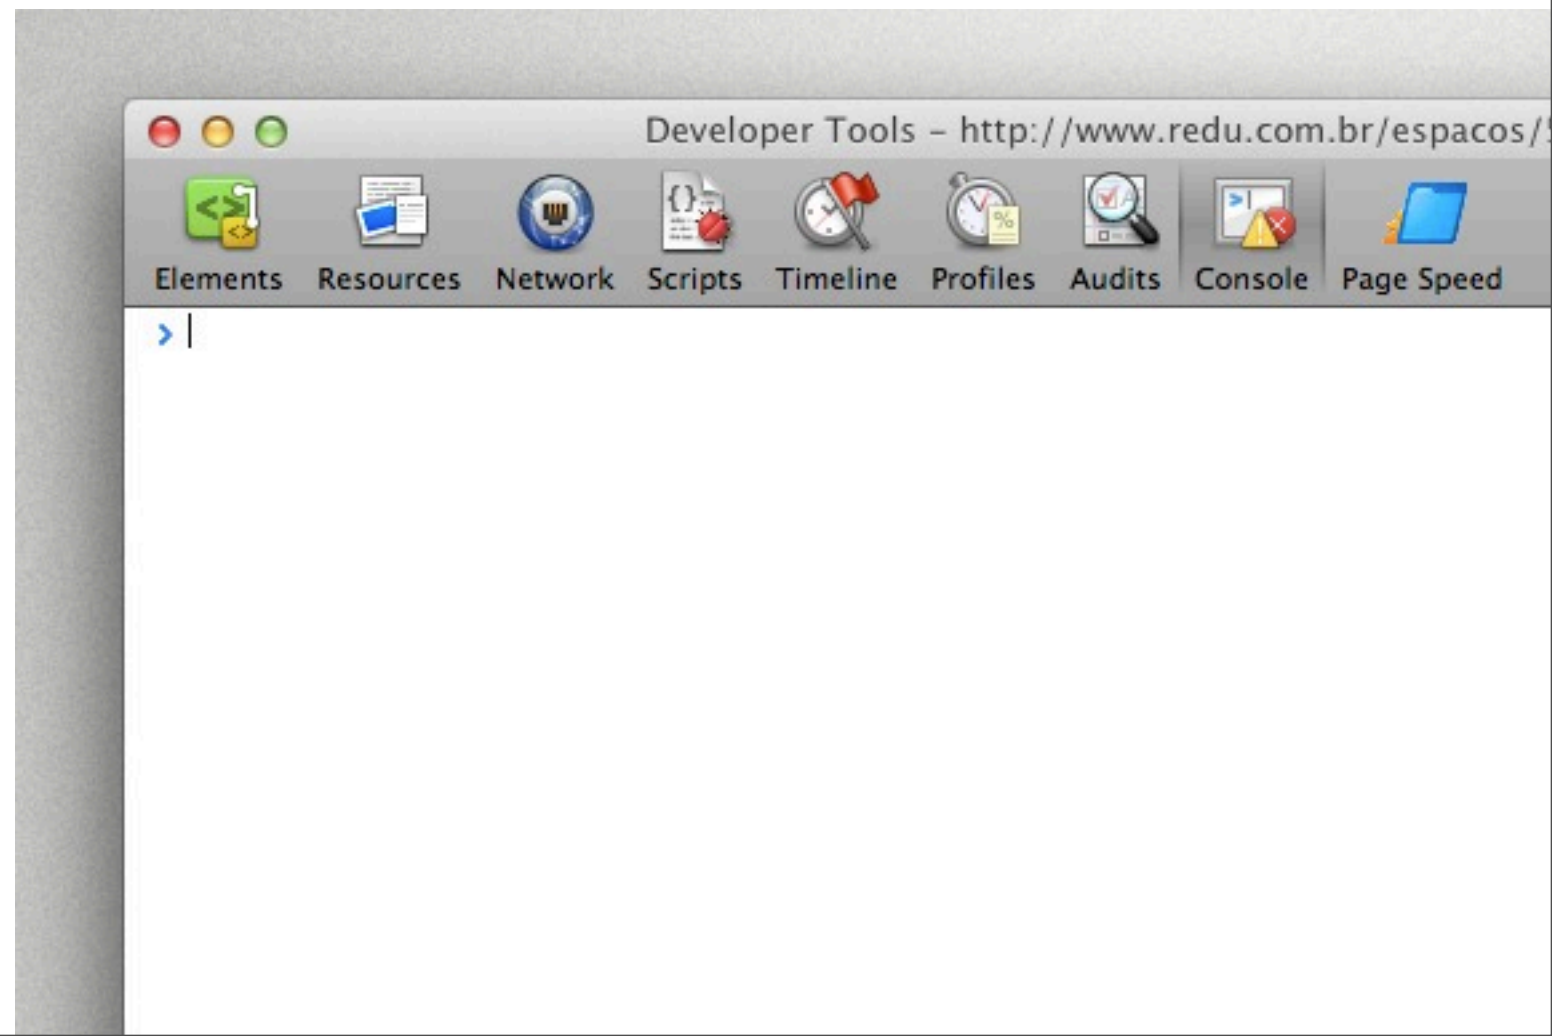 Developer Tools – http://www.redu.com.br/espacos/
Elements Resources Network Scripts Timeline Profiles Audits Console Page Speed